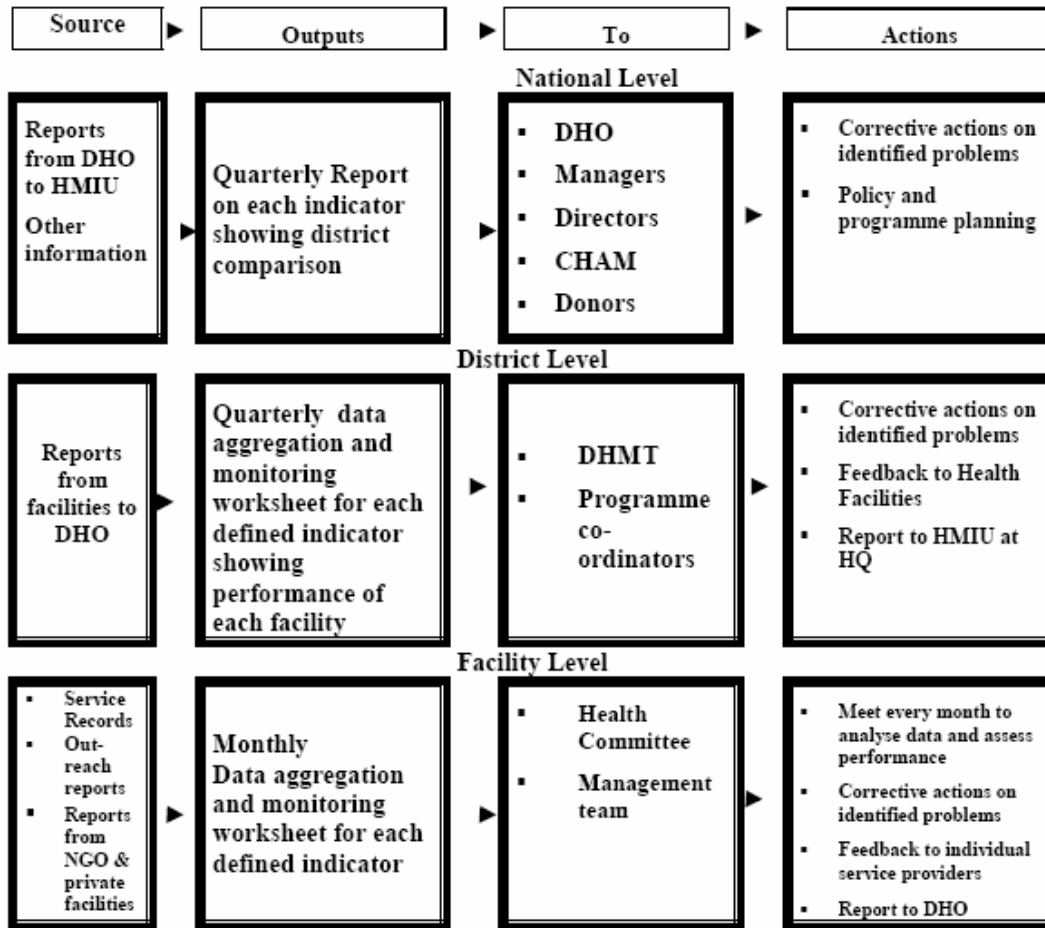 Source
Outputs
To
Actions
National Level
Reports
from DHO
to HMIU
Other
information
Quarterly Report
on each indicator
showing district
comparison
▪ DHO
▪ Managers
▪ Directors
▪ CHAM
▪ Donors
▪ Corrective actions on
identified problems
▪ Policy and
programme planning
District Level
Reports
from
facilities to
DHO
Quarterly data
aggregation and
monitoring
worksheet for each
defined indicator
showing
performance of
each facility
▪ DHMT
▪ Programme
co-
ordinators
▪ Corrective actions on
identified problems
▪ Feedback to Health
Facilities
▪ Report to HMIU at
HQ
Facility Level
▪ Service
Records
▪ Out-
reach
reports
▪ Reports
from
NGO &
private
facilities
Monthly
Data aggregation
and monitoring
worksheet for each
defined indicator
▪ Health
Committee
▪ Management
team
▪ Meet every month to
analyse data and assess
performance
▪ Corrective actions on
identified problems
▪ Feedback to individual
service providers
▪ Report to DHO